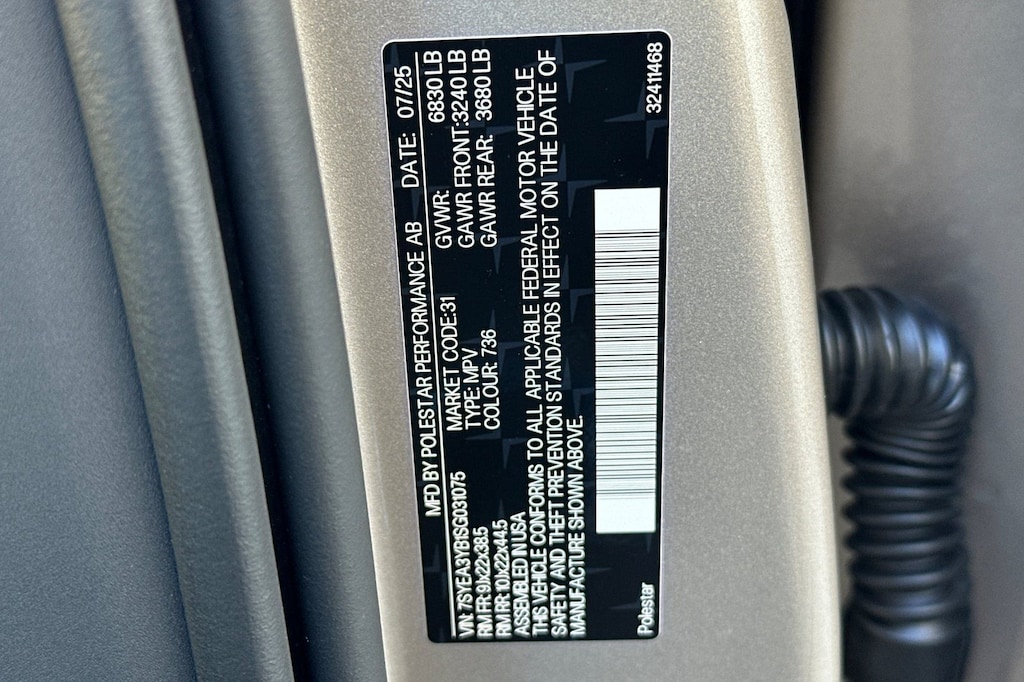 MFD BY POLESTAR PERFORMANCE AB DATE: 07/25
VIN: 7SYEA3YB1SG031075 MARKET CODE:31 GVWR: 6830 LB
RIM FR: 9Jx22x38.5 TYPE: MPV GAWR FRONT:3240 LB
RIM RR: 10Jx22x44.5 COLOUR: 736 GAWR REAR: 3680 LB
ASSEMBLED IN USA
THIS VEHICLE CONFORMS TO ALL APPLICABLE FEDERAL MOTOR VEHICLE
SAFETY AND THEFT PREVENTION STANDARDS IN EFFECT ON THE DATE OF
MANUFACTURE SHOWN ABOVE.
Polestar 32411468